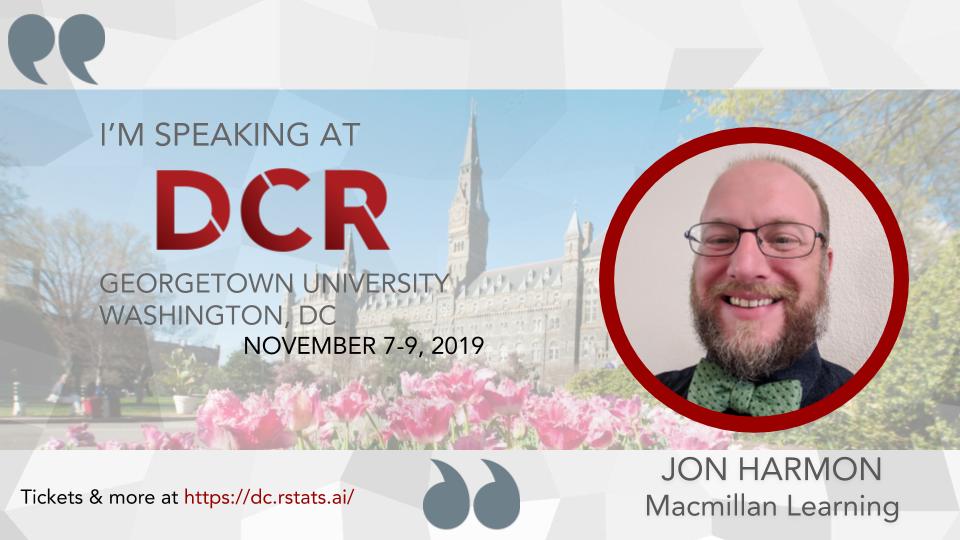 I'M SPEAKING AT
DCR
GEORGETOWN UNIVERSITY
WASHINGTON, DC
NOVEMBER 7-9, 2019
JON HARMON
Macmillan Learning
Tickets & more at https://dc.rstats.ai/